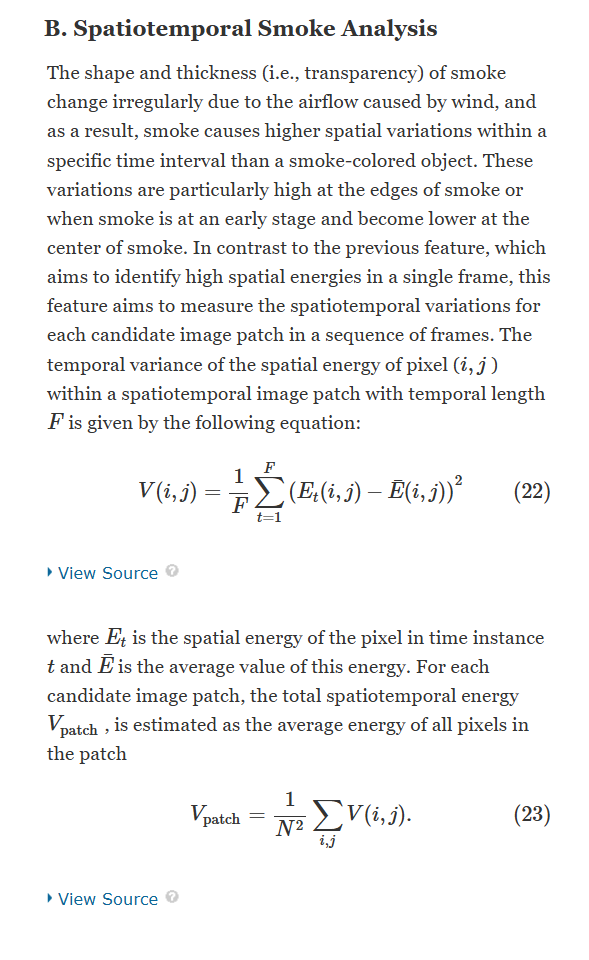 B. Spatiotemporal Smoke Analysis
The shape and thickness (i.e., transparency) of smoke
change irregularly due to the airflow caused by wind, and
as a result, smoke causes higher spatial variations within a
specific time interval than a smoke-colored object. These
variations are particularly high at the edges of smoke or
when smoke is at an early stage and become lower at the
center of smoke. In contrast to the previous feature, which
aims to identify high spatial energies in a single frame, this
feature aims to measure the spatiotemporal variations for
each candidate image patch in a sequence of frames. The
temporal variance of the spatial energy of pixel (i, j )
within a spatiotemporal image patch with temporal length
F is given by the following equation:
V(i, j) = \frac{1}{F} \sum_{t=1}^{F} (E_t(i, j) − \bar{E}(i, j))^2 (22)
View Source ?
where E_t is the spatial energy of the pixel in time instance
t and \bar{E} is the average value of this energy. For each
candidate image patch, the total spatiotemporal energy
V_patch , is estimated as the average energy of all pixels in
the patch
V_patch = \frac{1}{N^2} \sum_{i,j} V(i, j). (23)
View Source ?